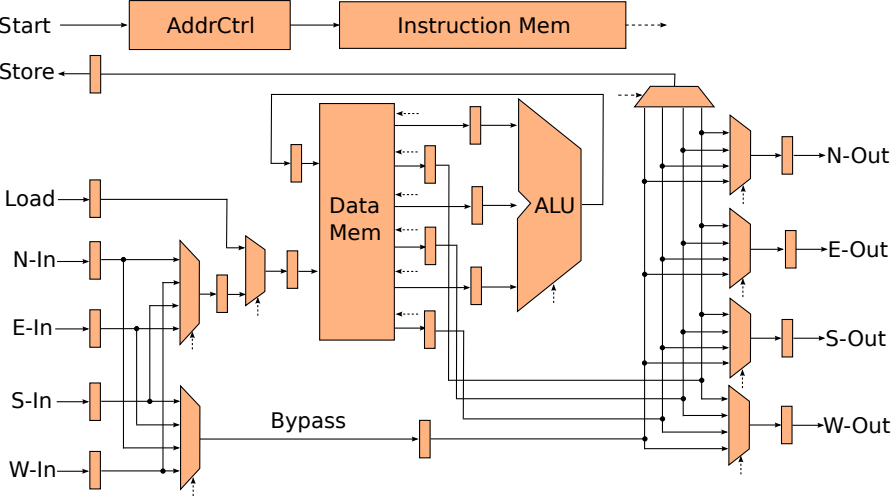 Start
AddrCtrl
Instruction Mem
Store
Load
N-In
E-In
S-In
W-In
Data
Mem
ALU
Bypass
N-Out
E-Out
S-Out
W-Out